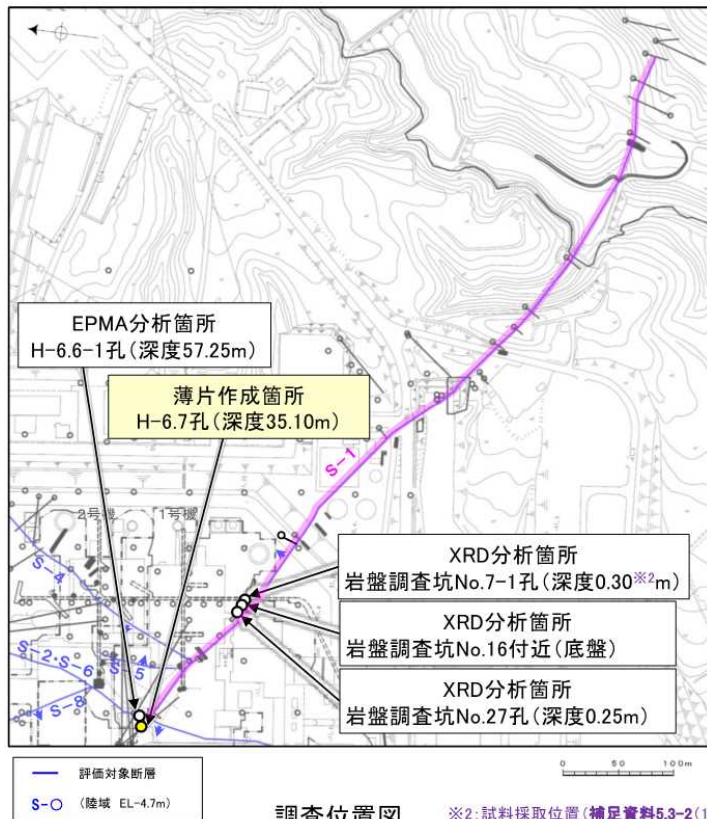 EPMA分析箇所
H-6.6-1孔(深度57.25m)
薄片作成箇所
H-6.7孔(深度35.10m)
S-1
2号機
1号機
S-4
S-2・S-6
S-5
S-8
XRD分析箇所
岩盤調査坑No.7-1孔(深度0.30※2m)
XRD分析箇所
岩盤調査坑No.16付近(底盤)
XRD分析箇所
岩盤調査坑No.27孔(深度0.25m)
評価対象断層
S-○ (陸域 EL-4.7m)
0 50 100m
調査位置図
※2:試料採取位置(補足資料5.3-2(1